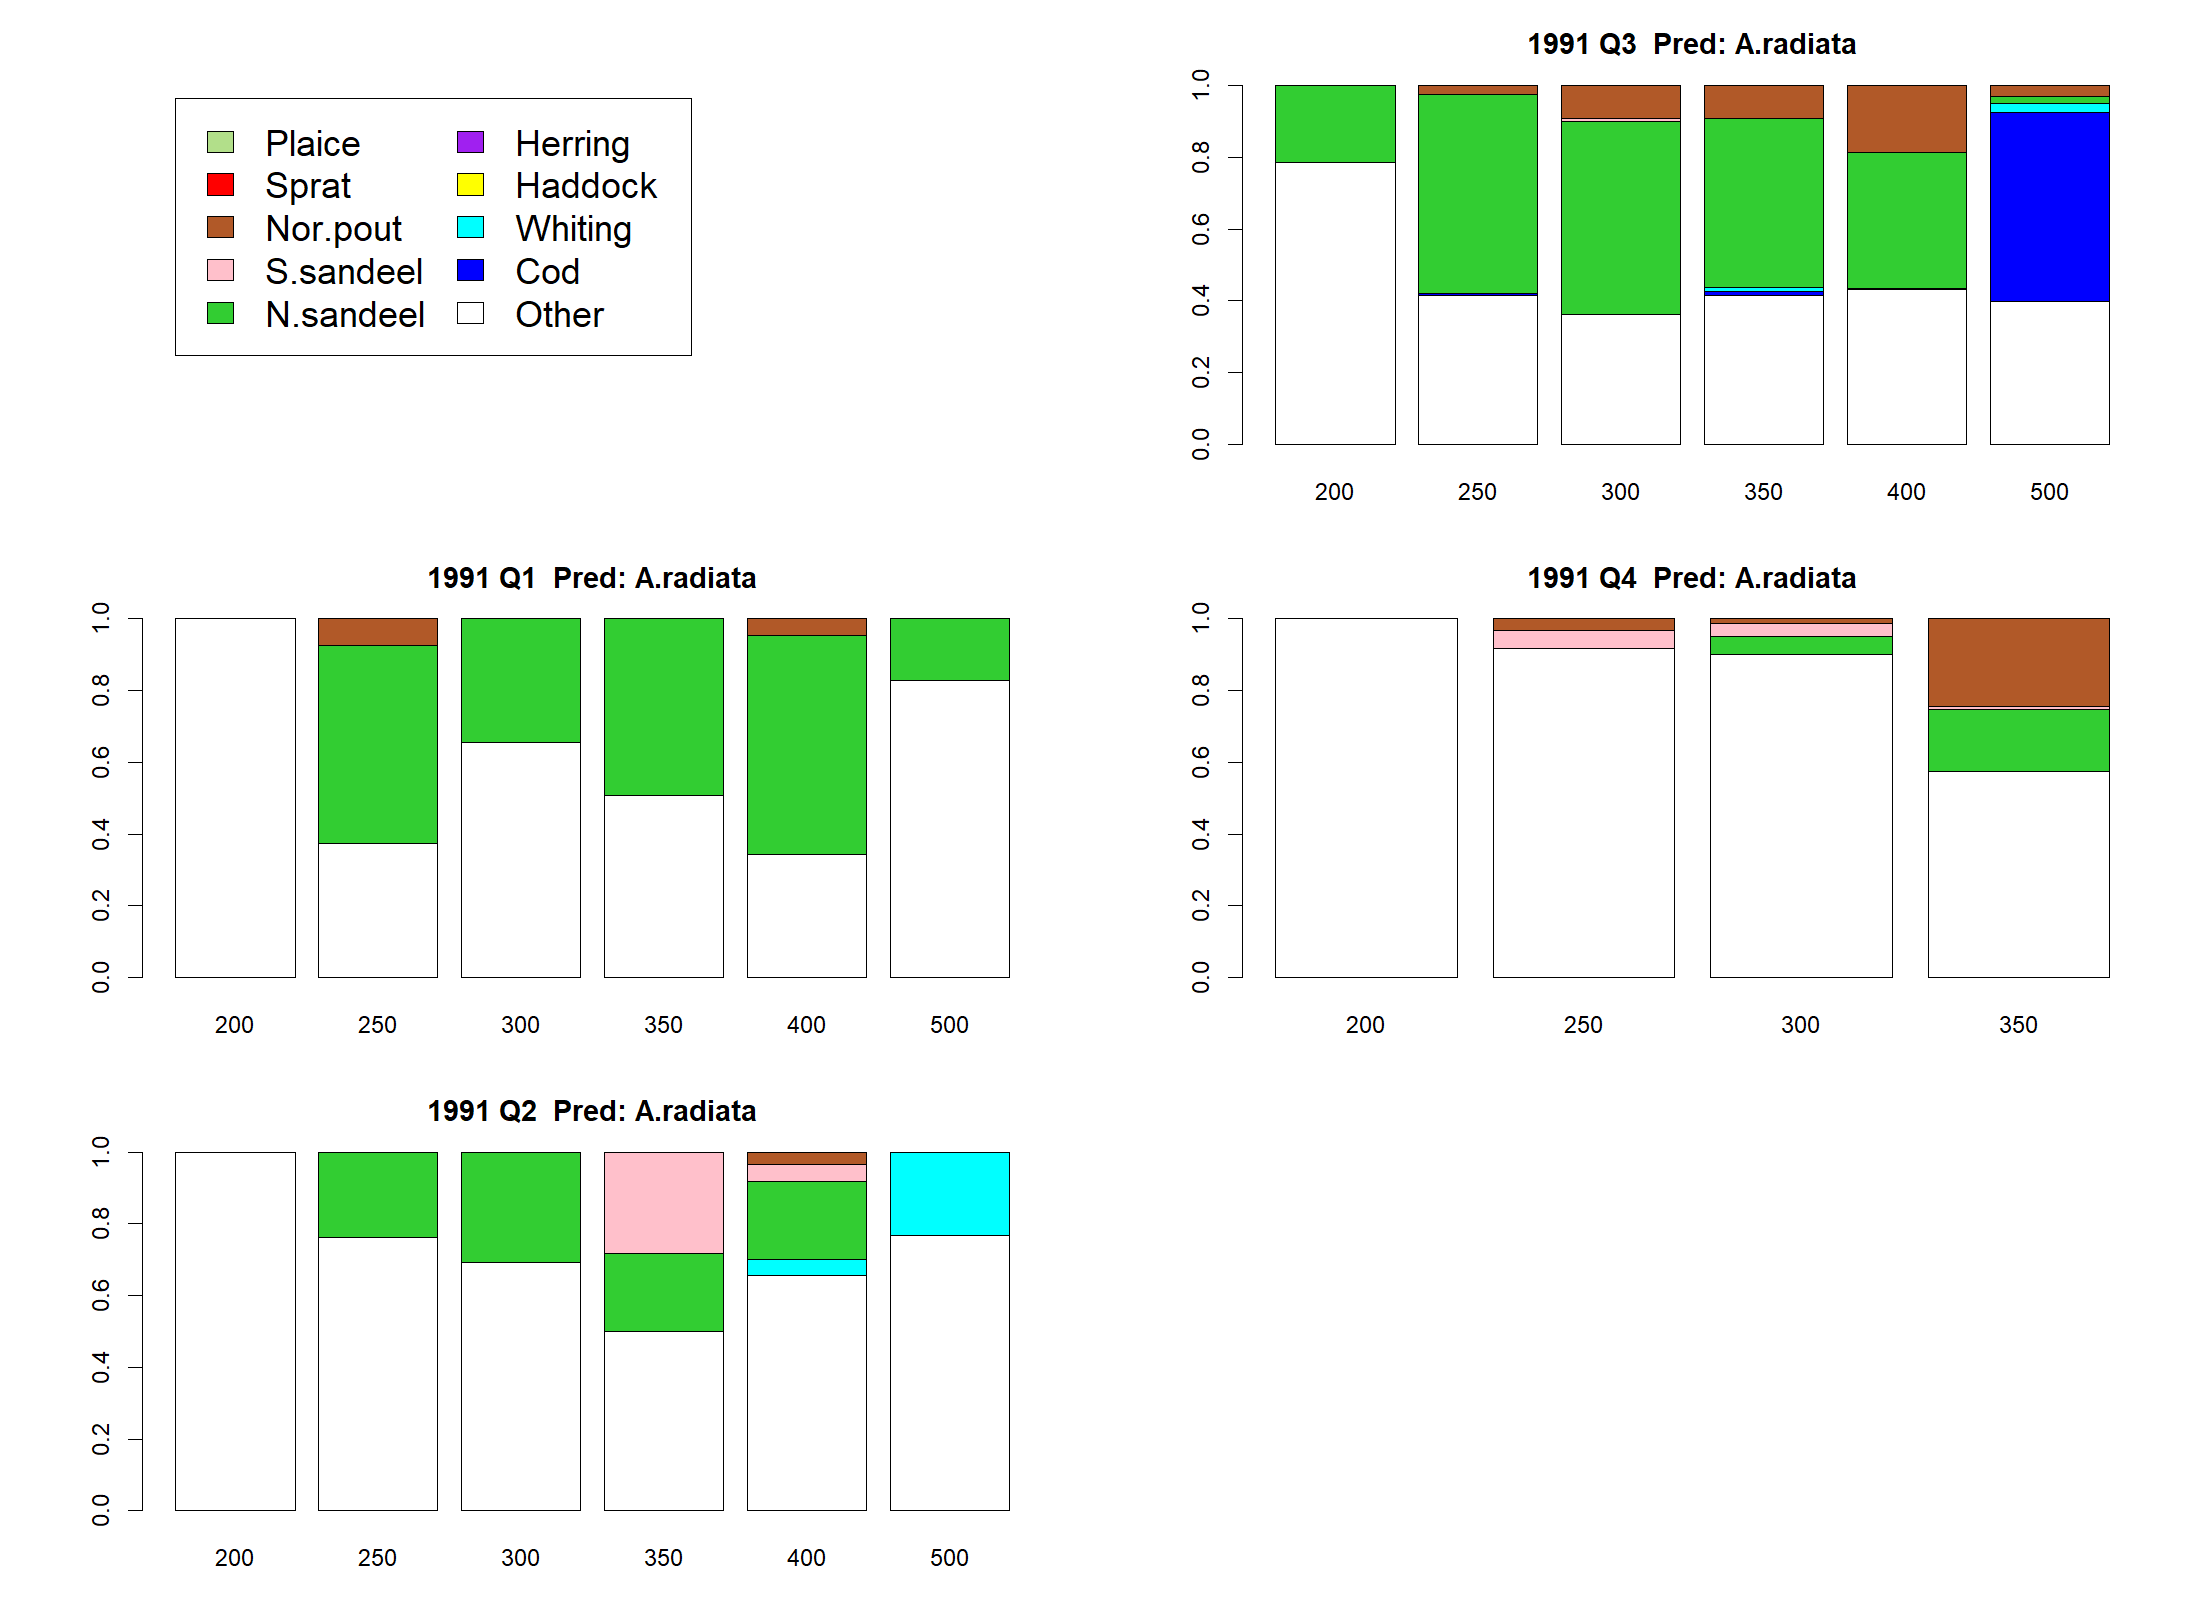 Plaice Herring
Sprat Haddock
Nor.pout Whiting
S.sandeel Cod
N.sandeel Other
1991 Q3  Pred: A.radiata
1.0
0.8
0.6
0.4
0.2
0.0
200 250 300 350 400 500
1991 Q1  Pred: A.radiata
1.0
0.8
0.6
0.4
0.2
0.0
200 250 300 350 400 500
1991 Q4  Pred: A.radiata
1.0
0.8
0.6
0.4
0.2
0.0
200 250 300 350
1991 Q2  Pred: A.radiata
1.0
0.8
0.6
0.4
0.2
0.0
200 250 300 350 400 500